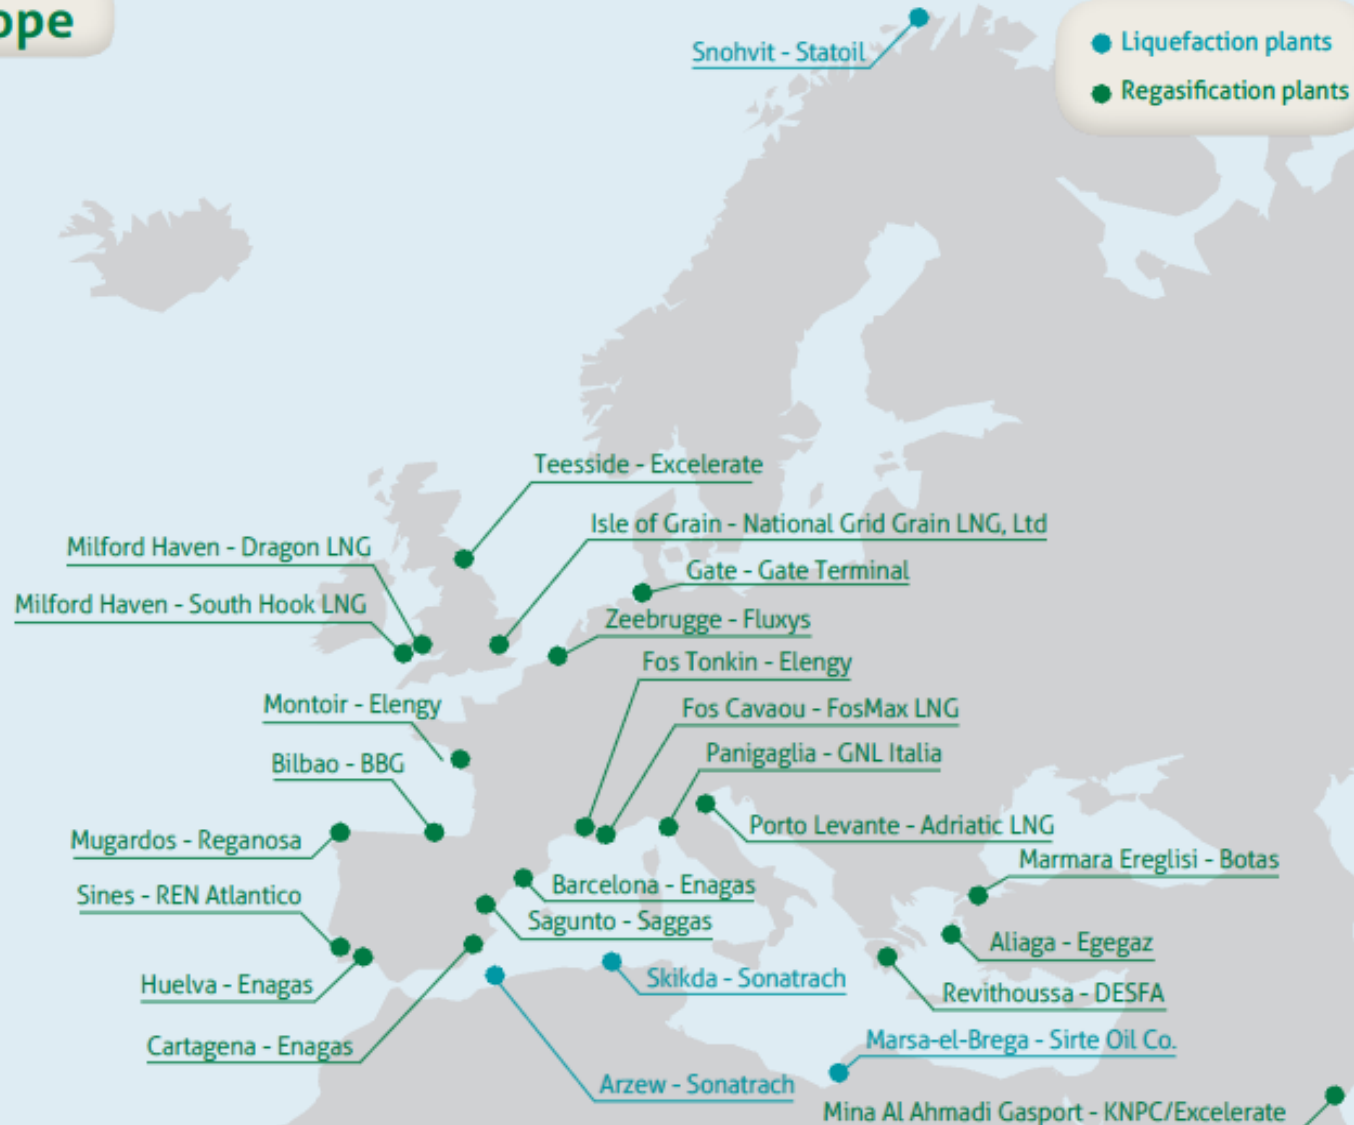 ope
Snohvit - Statoil
Liquefaction plants
Regasification plants
Teesside - Excelerate
Isle of Grain - National Grid Grain LNG, Ltd
Milford Haven - Dragon LNG
Gate - Gate Terminal
Milford Haven - South Hook LNG
Zeebrugge - Fluxys
Fos Tonkin - Elengy
Montoir - Elengy
Fos Cavaou - FosMax LNG
Panigaglia - GNL Italia
Bilbao - BBG
Porto Levante - Adriatic LNG
Mugardos - Reganosa
Marmara Ereglisi - Botas
Barcelona - Enagas
Sines - REN Atlantico
Sagunto - Saggas
Aliaga - Egegaz
Skikda - Sonatrach
Huelva - Enagas
Revithoussa - DESFA
Marsa-el-Brega - Sirte Oil Co.
Cartagena - Enagas
Arzew - Sonatrach
Mina Al Ahmadi Gasport - KNPC/Excelerate